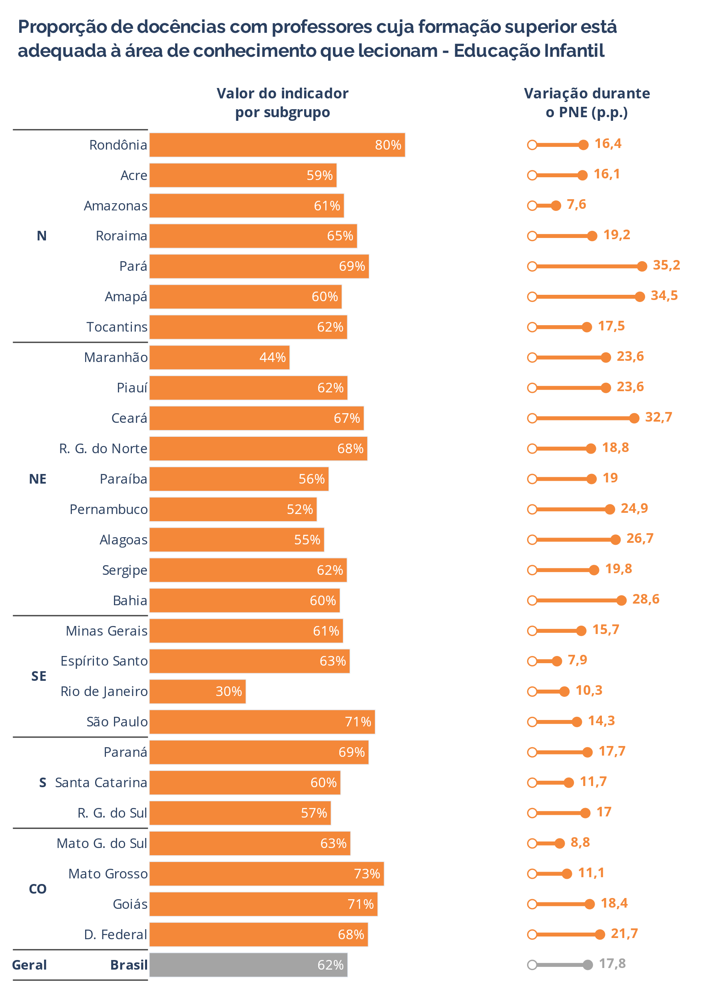 Proporção de docências com professores cuja formação superior está
adequada à área de conhecimento que lecionam - Educação Infantil
Valor do indicador
por subgrupo
Variação durante
o PNE (p.p.)
Rondônia 80% 16,4
Acre 59% 16,1
Amazonas 61% 7,6
N Roraima 65% 19,2
Pará 69% 35,2
Amapá 60% 34,5
Tocantins 62% 17,5
Maranhão 44% 23,6
Piauí 62% 23,6
Ceará 67% 32,7
R. G. do Norte 68% 18,8
NE Paraíba 56% 19
Pernambuco 52% 24,9
Alagoas 55% 26,7
Sergipe 62% 19,8
Bahia 60% 28,6
Minas Gerais 61% 15,7
Espírito Santo 63% 7,9
SE
Rio de Janeiro 30% 10,3
São Paulo 71% 14,3
Paraná 69% 17,7
S Santa Catarina 60% 11,7
R. G. do Sul 57% 17
Mato G. do Sul 63% 8,8
Mato Grosso 73% 11,1
CO
Goiás 71% 18,4
D. Federal 68% 21,7
Geral Brasil 62% 17,8